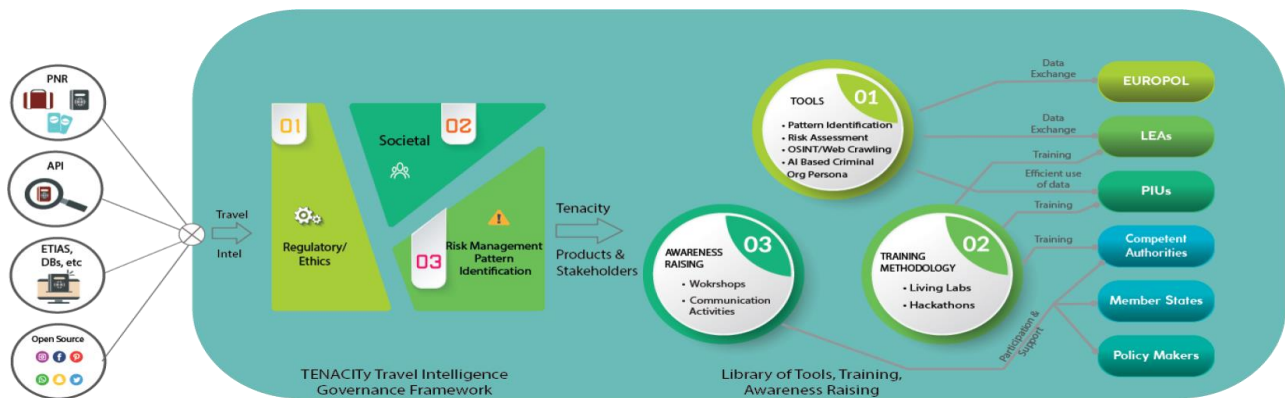 PNR
API
ETIAS,
DBs, etc
Open Source
Travel
Intel
01
Regulatory/
Ethics
Societal
02
03
Risk Management
Pattern
Identification
TENACITy Travel Intelligence
Governance Framework
Tenacity
Products &
Stakeholders
TOOLS
01
• Pattern Identification
• Risk Assessment
• OSINT/Web Crawling
• AI Based Criminal
Org Persona
AWARENESS
RAISING
03
• Wokrshops
• Communication
Activities
TRAINING
METHODOLOGY
02
• Living Labs
• Hackathons
Library of Tools, Training,
Awareness Raising
Data
Exchange
Data
Exchange
Training
Efficient use
of data
Training
Training
Participation &
Support
EUROPOL
LEAs
PIUs
Competent
Authorities
Member States
Policy Makers